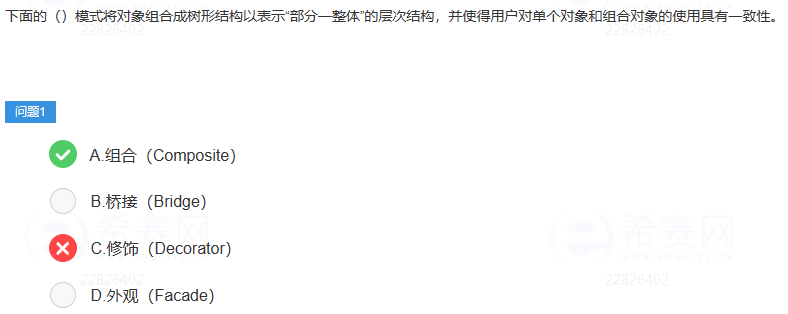 下面的（）模式将对象组合成树形结构以表示“部分—整体”的层次结构，并使得用户对单个对象和组合对象的使用具有一致性。
22826402
22826402
问题1
A.组合（Composite）
B.桥接（Bridge）
希赛网
希赛网
www.educity.cn
C.修饰（Decorator）
22826402
22826402
D.外观（Facade）